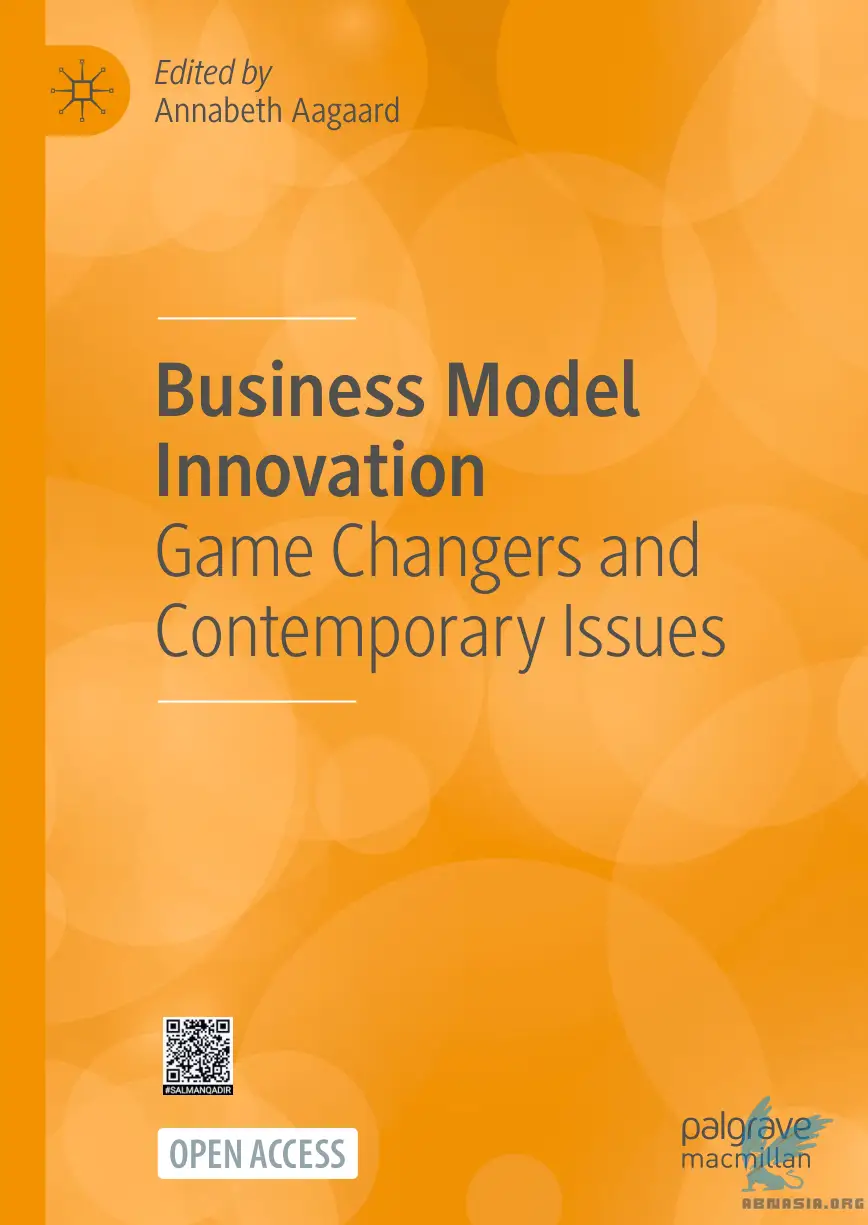 Edited by
Annabeth Aagaard
Business Model
Innovation
Game Changers and
Contemporary Issues
#SALMANQADIR
OPEN ACCESS
palgrave
macmillan
ABNASIA.ORG